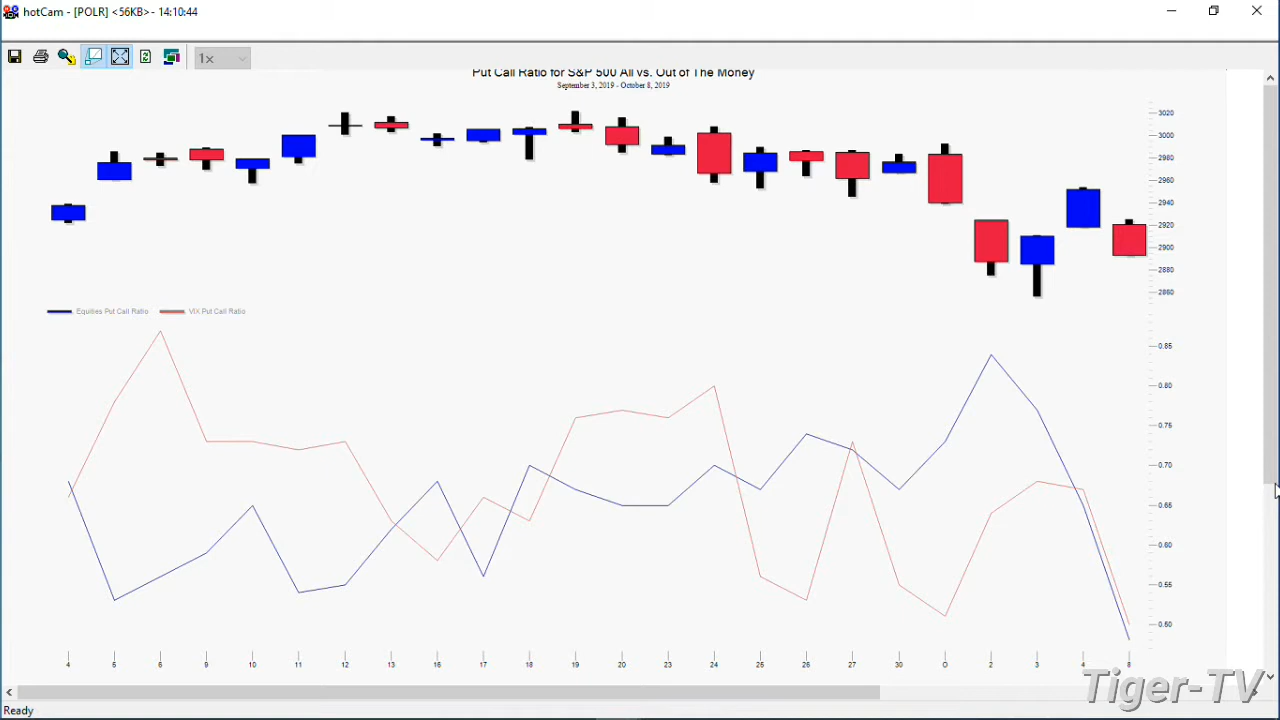 hotCam - [POLR] <56KB> - 14:10:44
1x
Put Call Ratio for S&P 500 All vs. Out of The Money
September 3, 2019 - October 8, 2019
3020
3000
2980
2960
2940
2920
2900
2880
2860
Equities Put Call Ratio VIX Put Call Ratio
0.85
0.80
0.75
0.70
0.65
0.60
0.55
0.50
4 5 6 9 10 11 12 13 16 17 18 19 20 23 24 25 26 27 30 O 2 3 4 8
Tiger-TV
Ready